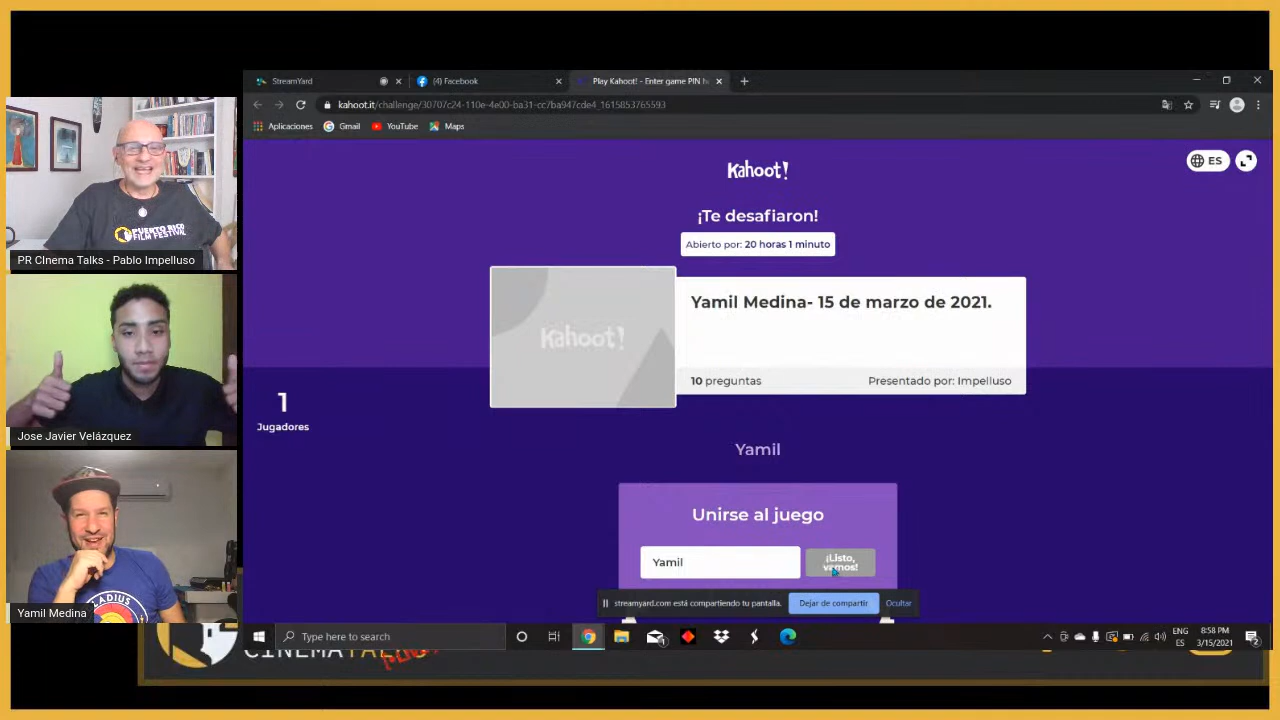 StreamYard
(4) Facebook
Play Kahoot! - Enter game PIN h
kahoot.it/challenge/30707c24-110e-4e00-ba31-cc7ba947cde4_1615853765593
Aplicaciones
Gmail
YouTube
Maps
Kahoot!
ES
¡Te desafiaron!
Abierto por: 20 horas 1 minuto
Kahoot!
Yamil Medina- 15 de marzo de 2021.
10 preguntas
Presentado por: Impelluso
1
Jugadores
Yamil
Unirse al juego
Yamil
¡Listo,
vamos!
streamyard.com está compartiendo tu pantalla.
Dejar de compartir
Ocultar
Type here to search
ENG
ES
8:58 PM
3/15/2021
PUERTO RICO
FILM FESTIVAL
PR CInema Talks - Pablo Impelluso
Jose Javier Velázquez
Yamil Medina